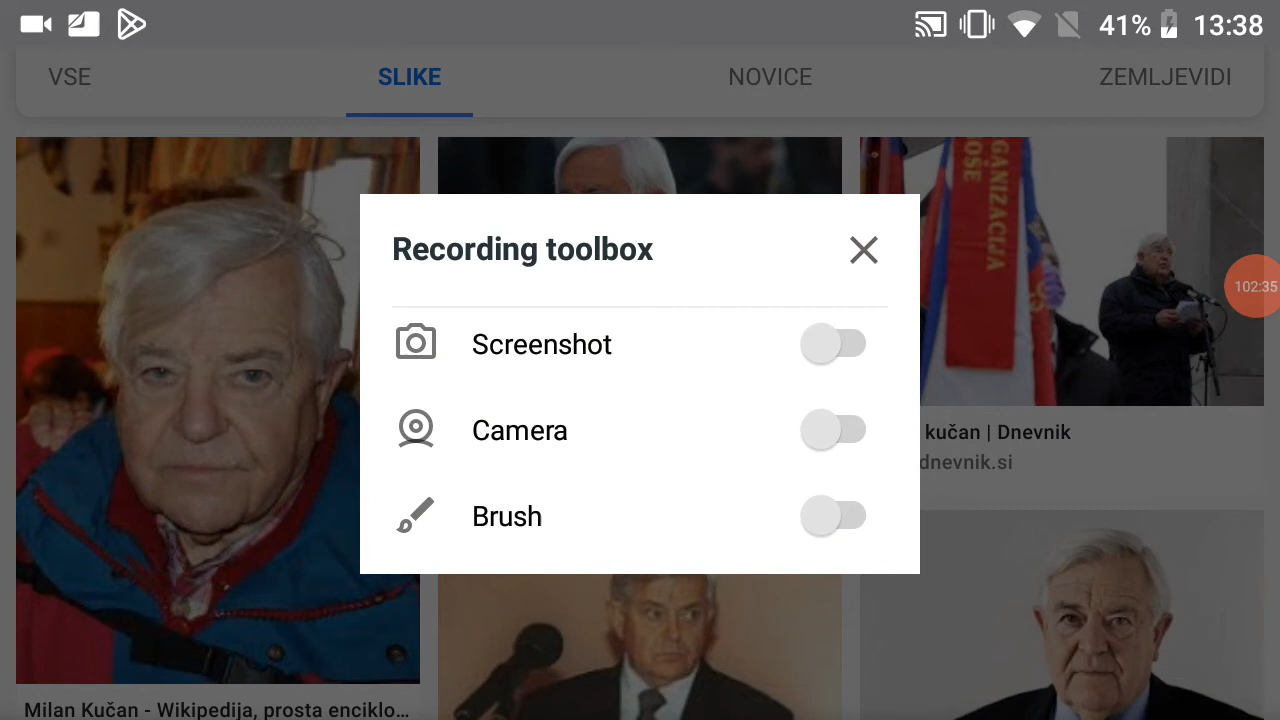 41% 13:38
VSE SLIKE NOVICE ZEMLJEVIDI
GANIZACIJA
OŠE
Recording toolbox
102:35
Screenshot
Camera
Brush
kučan | Dnevnik
dnevnik.si
Milan Kučan - Wikipedija, prosta enciklo...